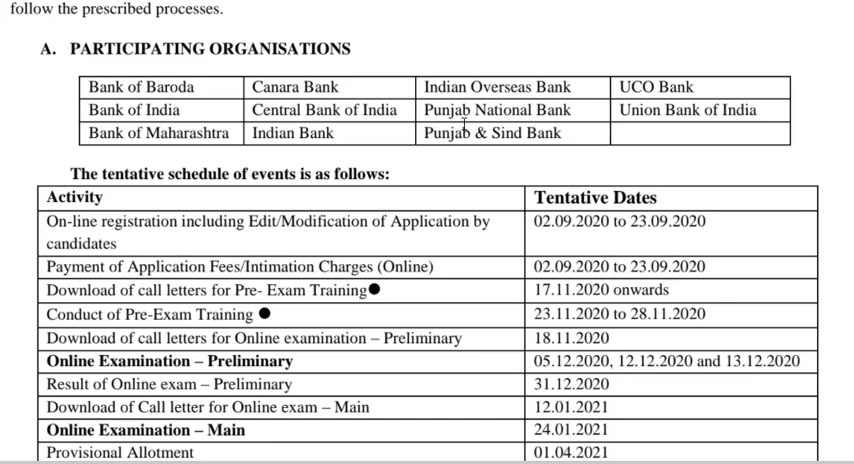 follow the prescribed processes.
A. PARTICIPATING ORGANISATIONS
Bank of Baroda Canara Bank Indian Overseas Bank UCO Bank
Bank of India Central Bank of India Punjab National Bank Union Bank of India
Bank of Maharashtra Indian Bank Punjab & Sind Bank
The tentative schedule of events is as follows:
Activity Tentative Dates
On-line registration including Edit/Modification of Application by 02.09.2020 to 23.09.2020
candidates
Payment of Application Fees/Intimation Charges (Online) 02.09.2020 to 23.09.2020
Download of call letters for Pre- Exam Training● 17.11.2020 onwards
Conduct of Pre-Exam Training ● 23.11.2020 to 28.11.2020
Download of call letters for Online examination – Preliminary 18.11.2020
Online Examination – Preliminary 05.12.2020, 12.12.2020 and 13.12.2020
Result of Online exam – Preliminary 31.12.2020
Download of Call letter for Online exam – Main 12.01.2021
Online Examination – Main 24.01.2021
Provisional Allotment 01.04.2021